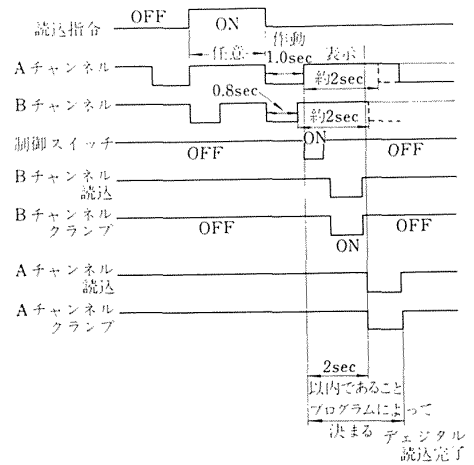 OFF
読込指令
ON
任意
作動
1.0sec
表示
Aチャンネル
約2sec
0.8sec
Bチャンネル
約2sec
制御スイッチ
OFF
ON
OFF
Bチャンネル
読込
Bチャンネル
クランプ
OFF
ON
OFF
Aチャンネル
読込
Aチャンネル
クランプ
2sec
以内であること
プログラムによって
決まる
デェジタル
読込完了